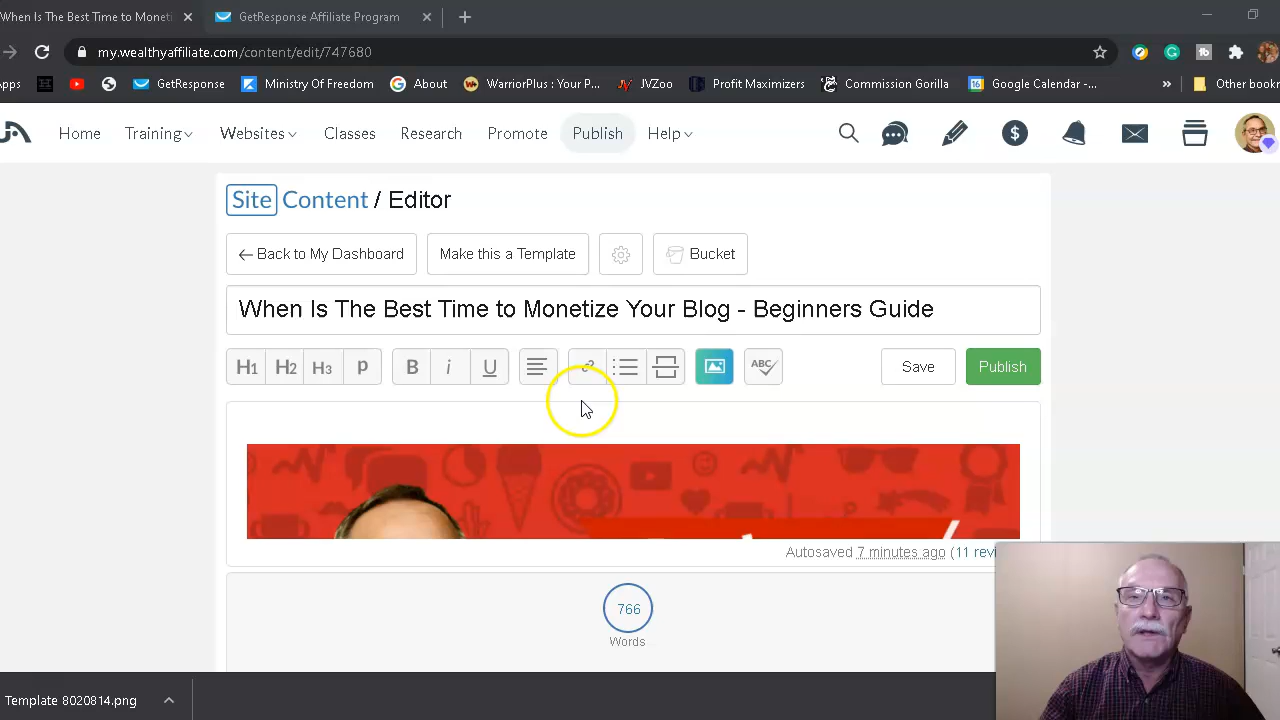 When Is The Best Time to Moneti
GetResponse Affiliate Program
my.wealthyaffiliate.com/content/edit/747680
pps
GetResponse
Ministry Of Freedom
About
WarriorPlus : Your P...
JVZoo
Profit Maximizers
Commission Gorilla
16
Google Calendar -...
»
Other bookn
Home
Training
Websites
Classes
Research
Promote
Publish
Help
Site Content / Editor
← Back to My Dashboard
Make this a Template
Bucket
When Is The Best Time to Monetize Your Blog - Beginners Guide
H1
H2
H3
p
B
i
U
ABC
Save
Publish
Autosaved 7 minutes ago (11 revi
766
Words
Template 8020814.png